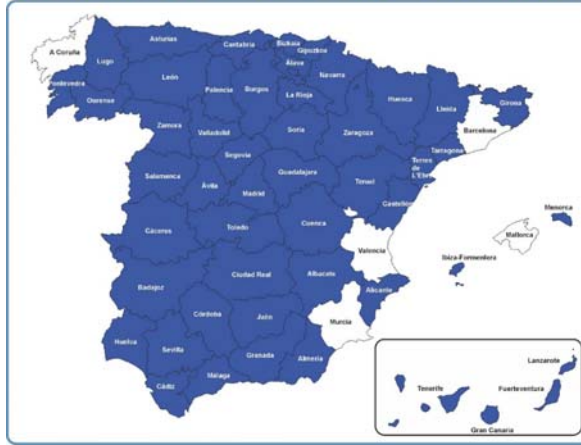 A Coruña
Lugo
Asturias
Cantabria
Bizkaia
Gipuzkoa
Álava
Navarra
Pontevedra
Ourense
León
Palencia
Burgos
La Rioja
Huesca
Lleida
Girona
Barcelona
Zamora
Valladolid
Soria
Zaragoza
Tarragona
Terres
de
L'Ebre
Segovia
Salamanca
Ávila
Madrid
Guadalajara
Teruel
Castellón
Menorca
Mallorca
Cáceres
Toledo
Cuenca
Valencia
Ibiza-Formentera
Badajoz
Ciudad Real
Albacete
Alicante
Murcia
Córdoba
Jaén
Huelva
Sevilla
Granada
Almería
Málaga
Cádiz
Lanzarote
Fuerteventura
Tenerife
Gran Canaria